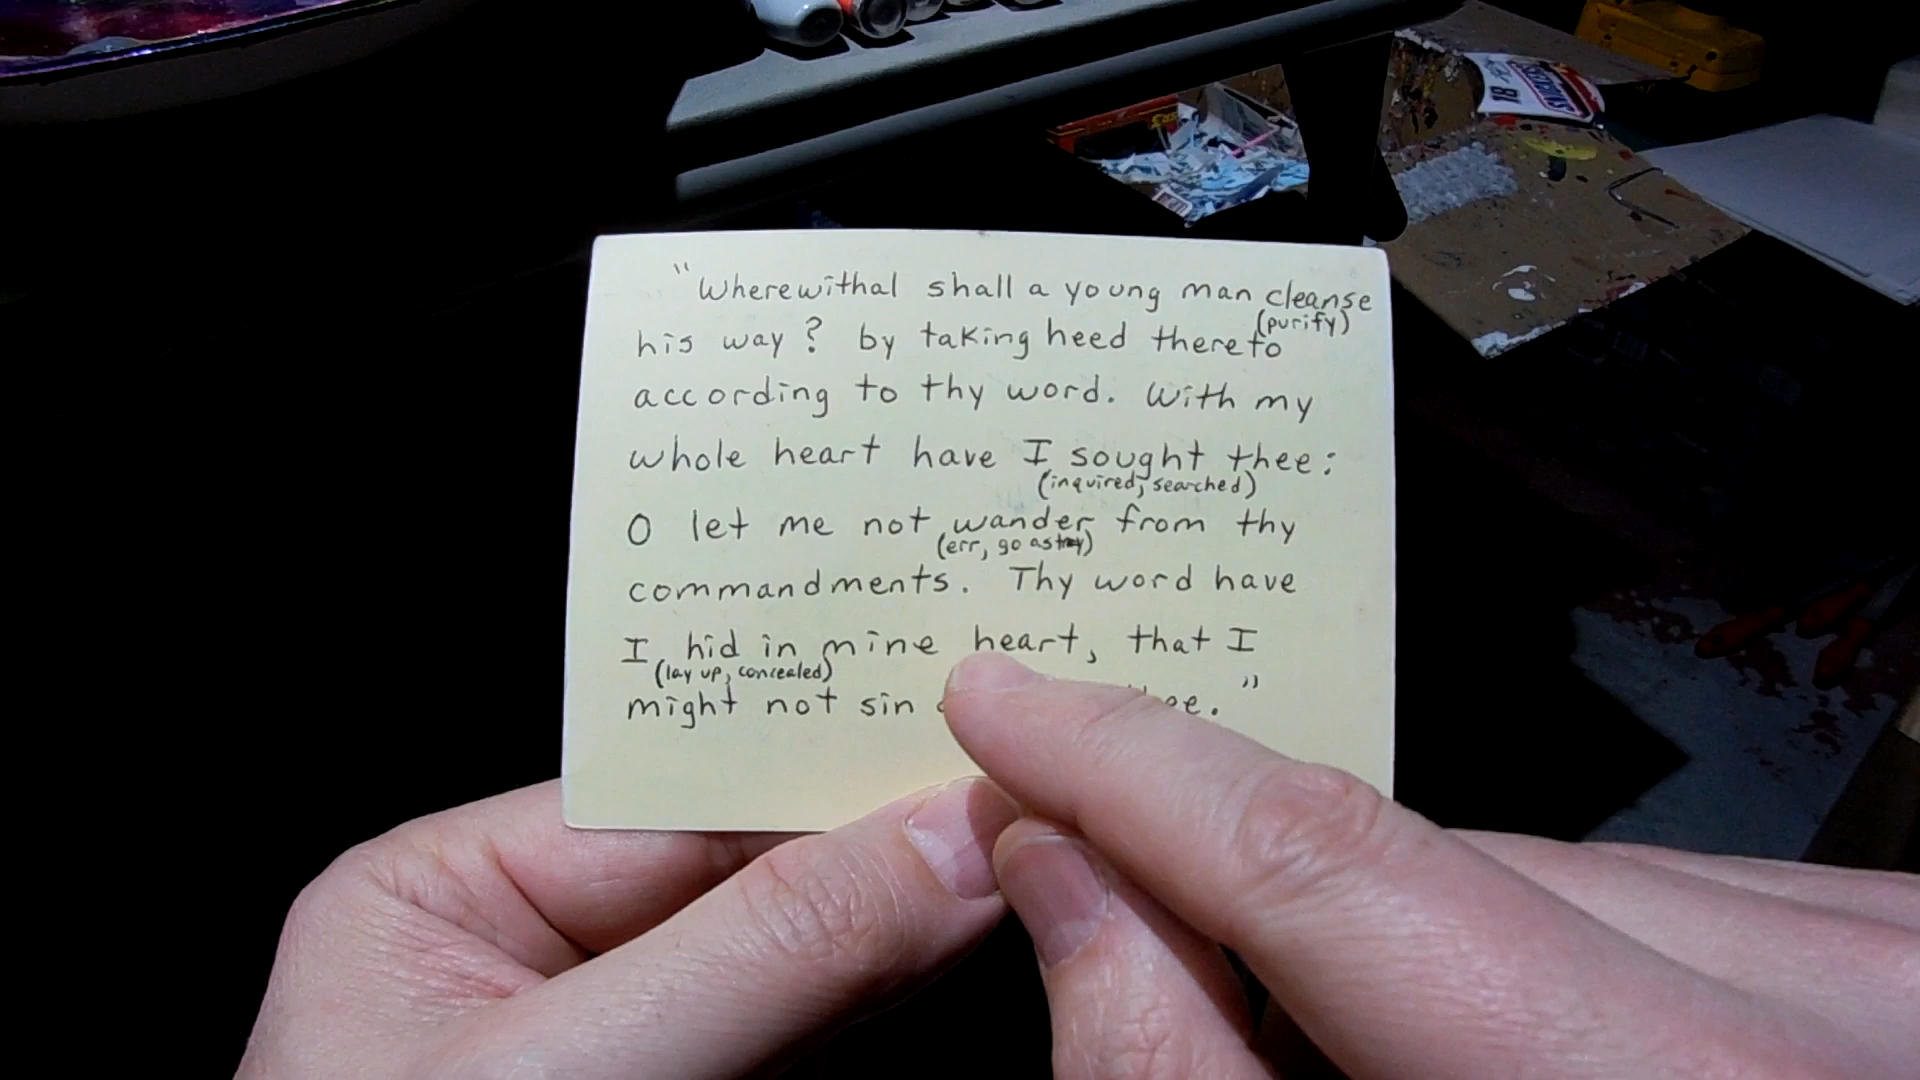 "Wherewithal shall a young man cleanse
(purify)
his way? by taking heed thereto
according to thy word. With my
whole heart have I sought thee:
(inquired, searched)
O let me not wander from thy
(err, go astray)
commandments. Thy word have
I hid in mine heart, that I
(lay up, concealed)
might not sin ee."
18